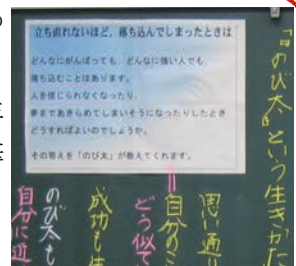 立ち直れないほど、落ち込んでしまったときは
どんなにがんばっても、どんなに強い人でも
落ち込むことはあります。
人を信じられなくなったり、
夢まであきらめてしまいそうになったりしたとき
どうすればよいのでしょうか。
その答えを「のび太」が教えてくれます。
『のび太』という生きかた
思い通り
自分のこ
どう似て
成功も失
のび太も
自分に近